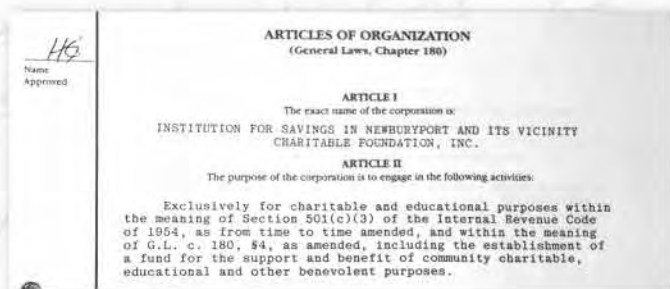 ARTICLES OF ORGANIZATION
(General Laws, Chapter 180)
HG
Name
Approved
ARTICLE I
The exact name of the corporation is:
INSTITUTION FOR SAVINGS IN NEWBURYPORT AND ITS VICINITY
CHARITABLE FOUNDATION, INC.
ARTICLE II
The purpose of the corporation is to engage in the following activities:
Exclusively for charitable and educational purposes within
the meaning of Section 501(c)(3) of the Internal Revenue Code
of 1954, as from time to time amended, and within the meaning
of G.L. c. 180, §4, as amended, including the establishment of
a fund for the support and benefit of community charitable,
educational and other benevolent purposes.